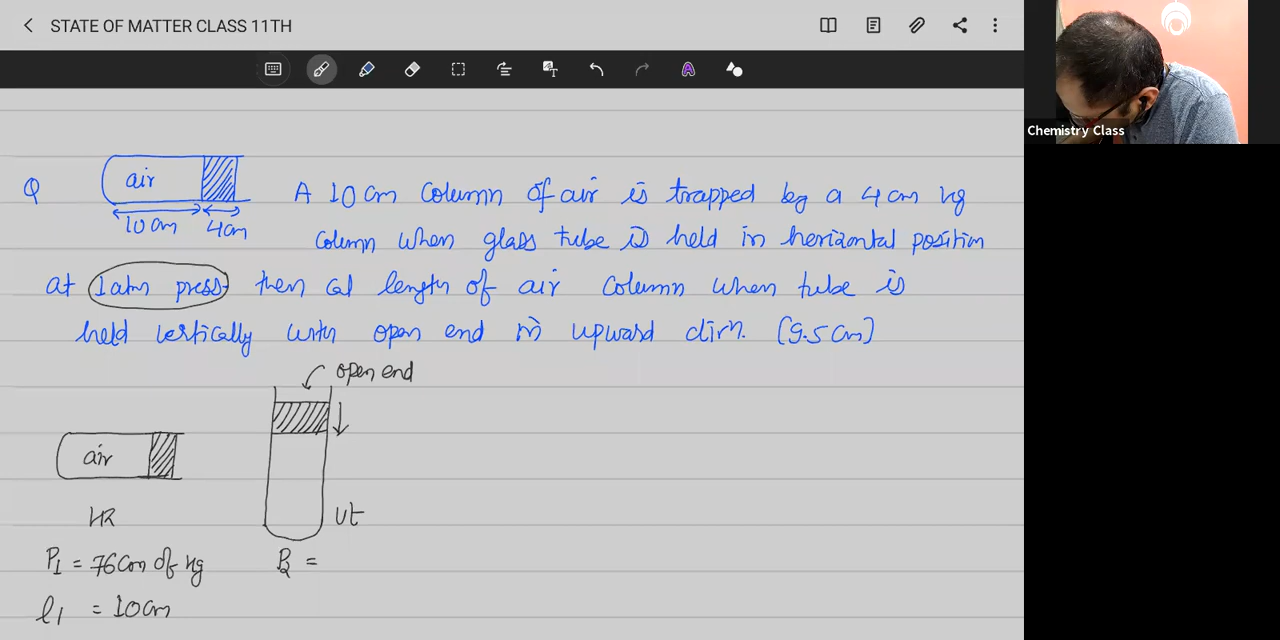 STATE OF MATTER CLASS 11TH
Chemistry Class
Q
air
10 cm 4cm
A 10 cm column of air is trapped by a 4 cm Hg
column when glass tube is held in horizontal position
at 1 atm press. then cal length of air column when tube is
held vertically with open end in upward dirn. (9.5 cm)
open end
air
HR
Vt
P1 = 76 cm of Hg
P2 =
l1 = 10 cm